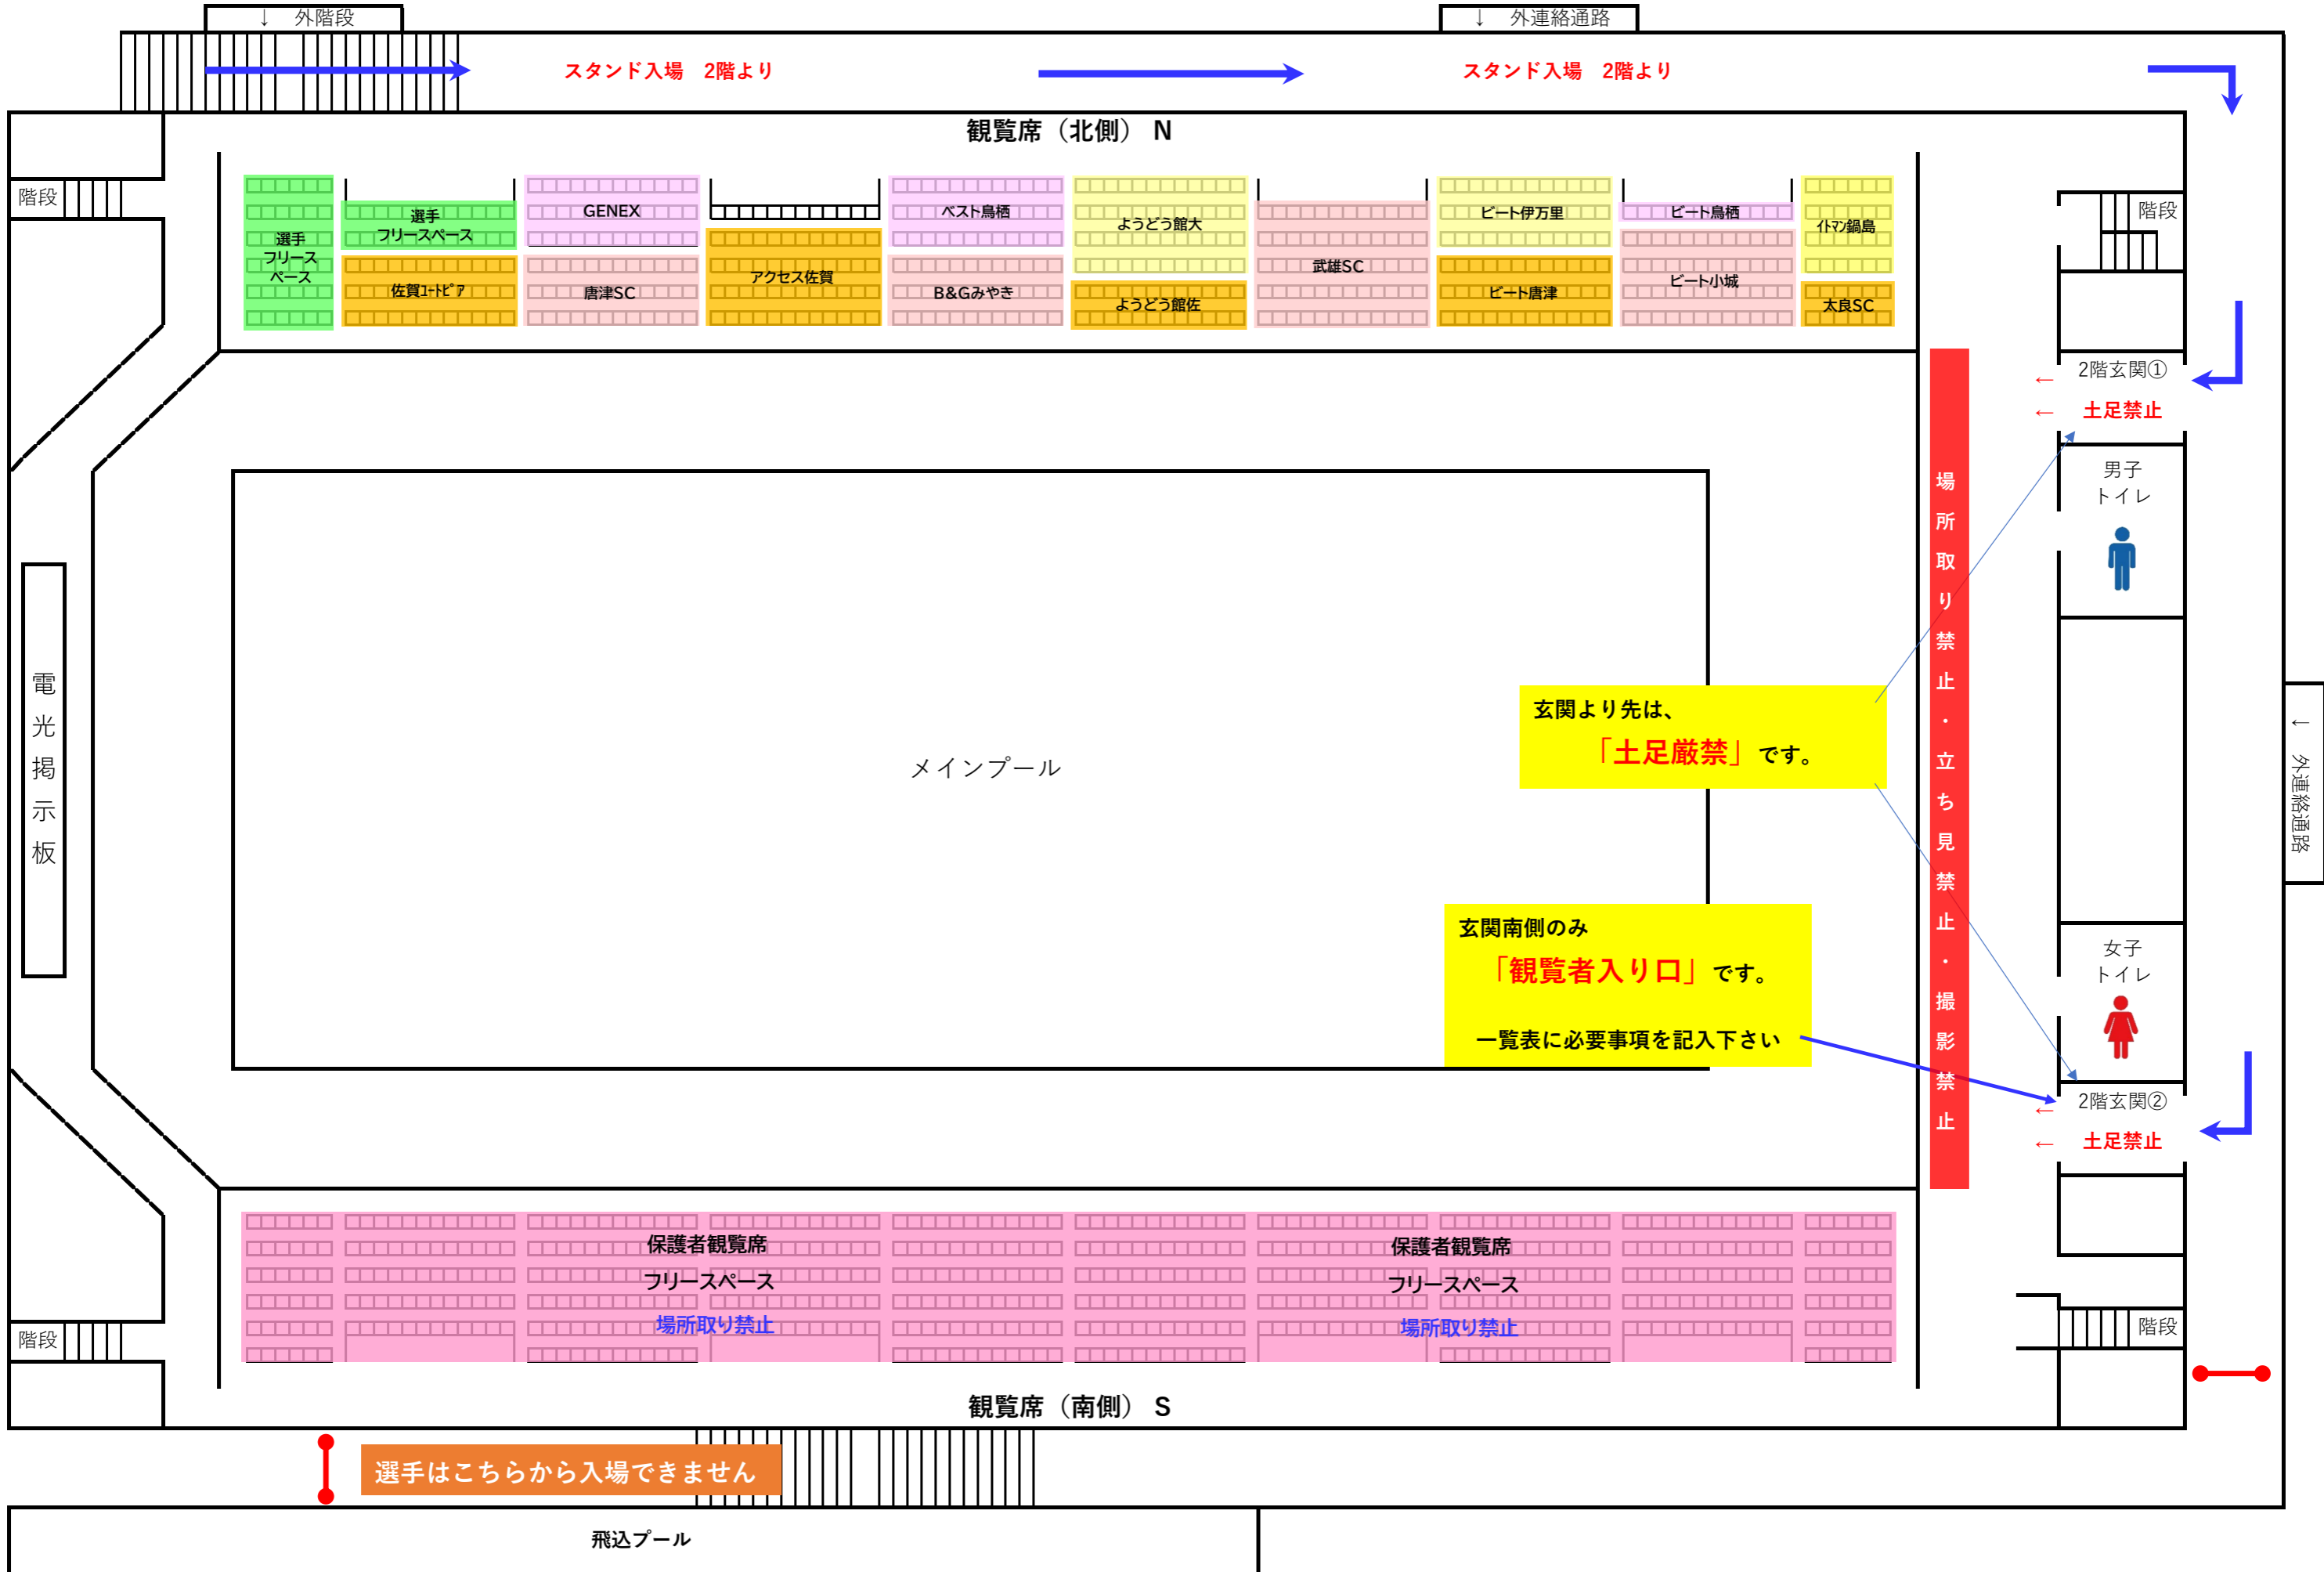 ↓　外階段
↓　外連絡通路
スタンド入場　2階より
スタンド入場　2階より
観覧席（北側） N
階段
階段
選手
フリース
ペース
選手
フリースペース
佐賀ﾕｰﾄﾋﾟｱ
GENEX
唐津SC
アクセス佐賀
ベスト鳥栖
B&Gみやき
ようどう館大
ようどう館佐
武雄SC
ビート伊万里
ビート唐津
ビート鳥栖
ビート小城
ｲﾄﾏﾝ鍋島
太良SC
2階玄関①
←
← 土足禁止
男子
トイレ
場所取り禁止・立ち見禁止・撮影禁止
電光掲示板
メインプール
玄関より先は、
「土足厳禁」です。
← 外連絡通路
玄関南側のみ
「観覧者入り口」です。
一覧表に必要事項を記入下さい
女子
トイレ
2階玄関②
←
← 土足禁止
保護者観覧席
フリースペース
場所取り禁止
保護者観覧席
フリースペース
場所取り禁止
階段
階段
観覧席（南側） S
選手はこちらから入場できません
飛込プール